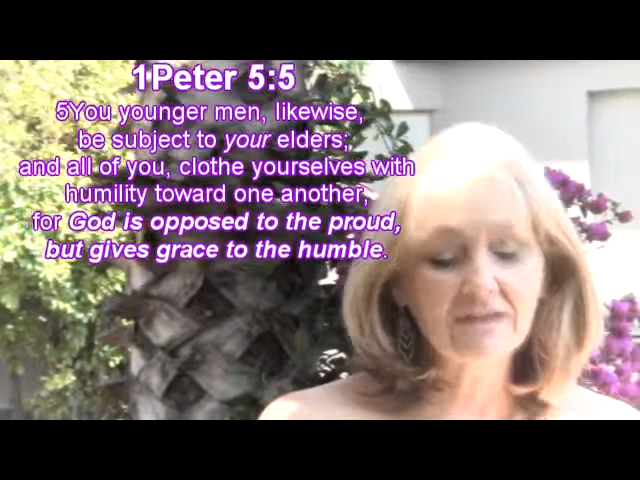 1Peter 5:5
5You younger men, likewise,
be subject to your elders;
and all of you, clothe yourselves with
humility toward one another,
for God is opposed to the proud,
but gives grace to the humble.